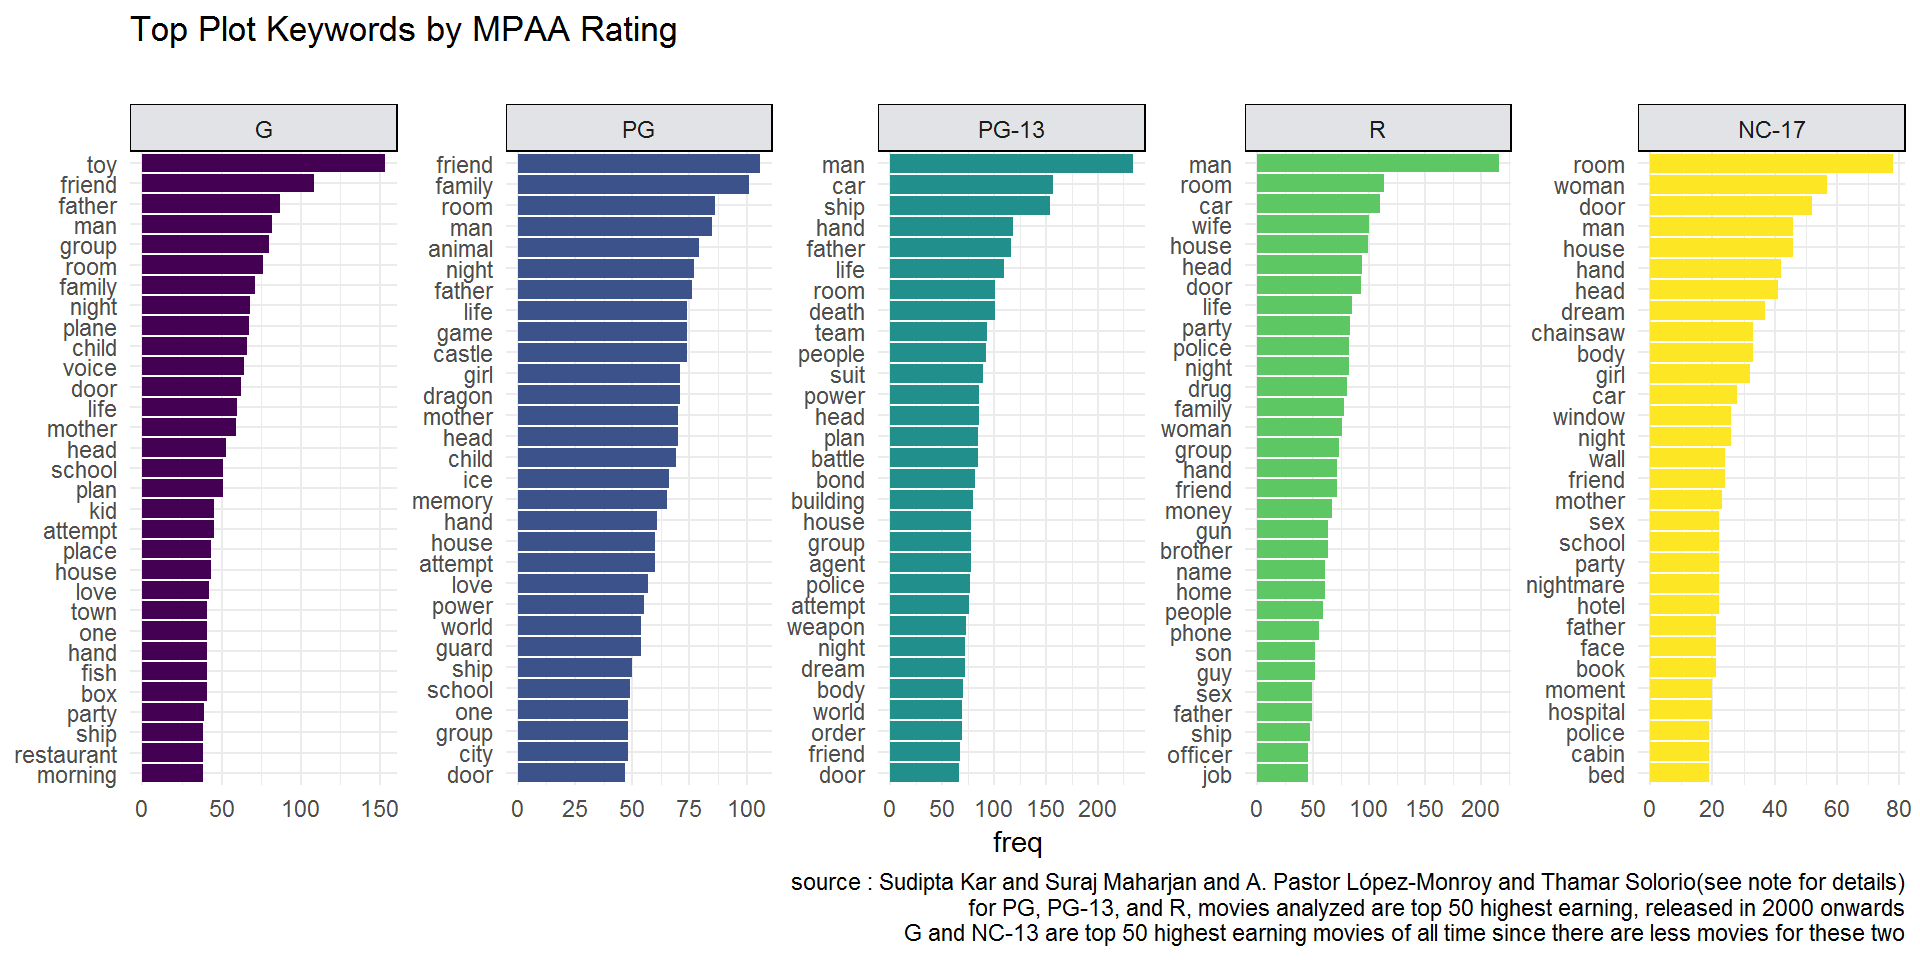 Top Plot Keywords by MPAA Rating
G
toy
friend
father
man
group
room
family
night
plane
child
voice
door
life
mother
head
school
plan
kid
attempt
place
house
love
town
one
hand
fish
box
party
ship
restaurant
morning
0 50 100 150
PG
friend
family
room
man
animal
night
father
life
game
castle
girl
dragon
mother
head
child
ice
memory
hand
house
attempt
love
power
world
guard
ship
school
one
group
city
door
0 25 50 75 100
PG-13
man
car
ship
hand
father
life
room
death
team
people
suit
power
head
plan
battle
bond
building
house
group
agent
police
attempt
weapon
night
dream
body
world
order
friend
door
0 50 100 150 200
R
man
room
car
wife
house
head
door
life
party
police
night
drug
family
woman
group
hand
friend
money
gun
brother
name
home
people
phone
son
guy
sex
father
ship
officer
job
0 50 100 150 200
NC-17
room
woman
door
man
house
hand
head
dream
chainsaw
body
girl
car
window
night
wall
friend
mother
sex
school
party
nightmare
hotel
father
face
book
moment
hospital
police
cabin
bed
0 20 40 60 80
freq
source : Sudipta Kar and Suraj Maharjan and A. Pastor López-Monroy and Thamar Solorio(see note for details)
for PG, PG-13, and R, movies analyzed are top 50 highest earning, released in 2000 onwards
G and NC-13 are top 50 highest earning movies of all time since there are less movies for these two